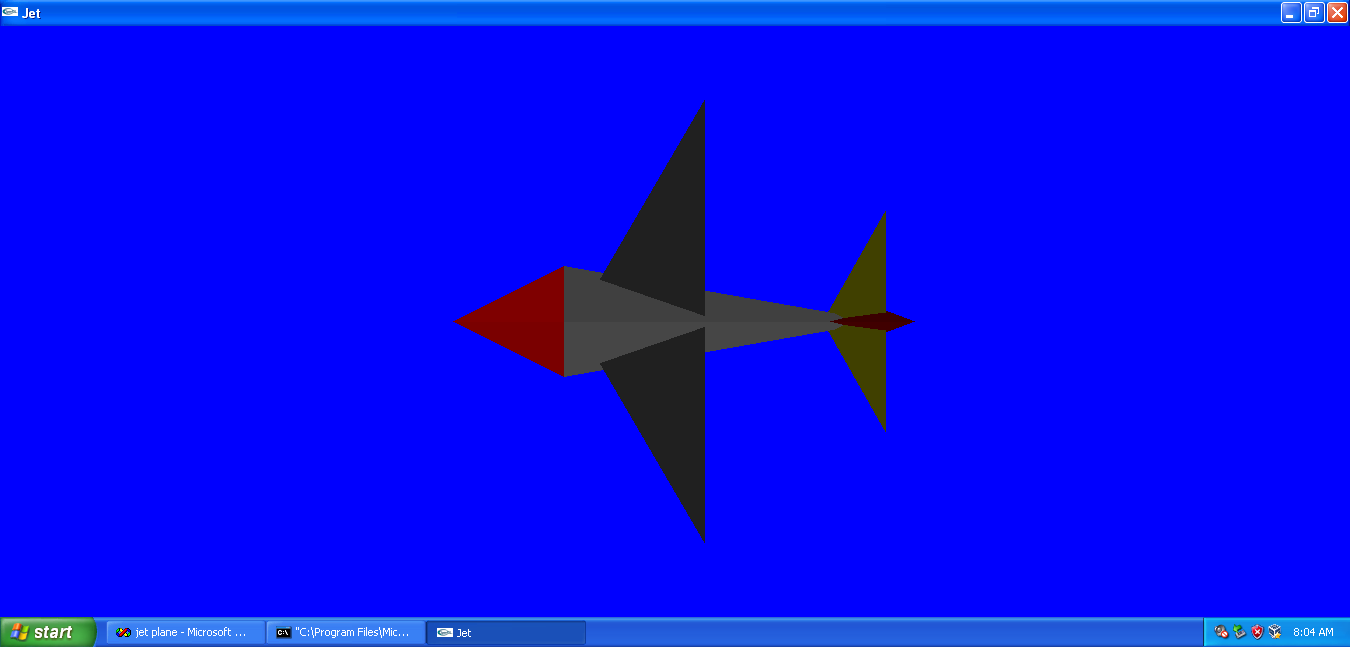 Jet
start
jet plane - Microsoft ...
C:\
"C:\Program Files\Mic...
Jet
8:04 AM